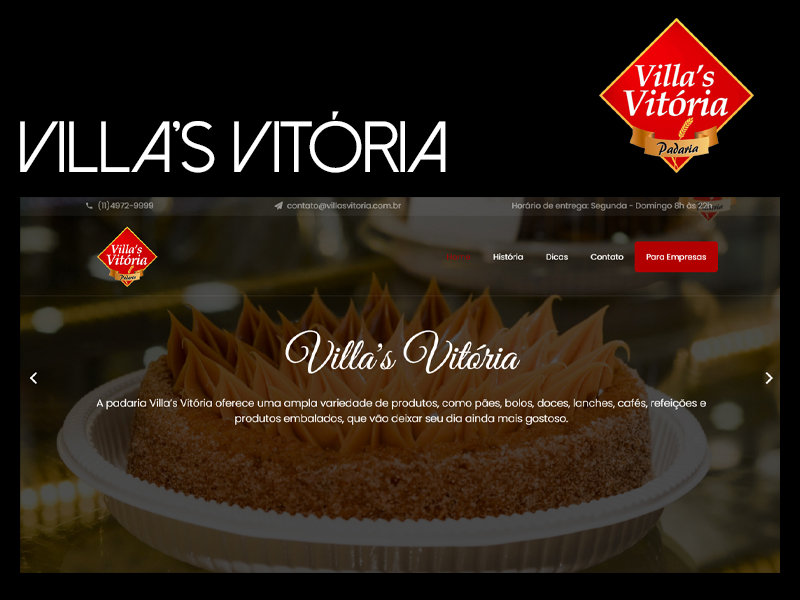 Villa's
Vitória
Padaria
VILLA'S VITÓRIA
(11)4972-9999
contato@villasvitoria.com.br
Horário de entrega: Segunda - Domingo 8h às 22h
Villa's
Vitória
Padaria
História
Dicas
Contato
Para Empresas
Villa's Vitória
A padaria Villa's Vitória oferece uma ampla variedade de produtos, como pães, bolos, doces, lanches, cafés, refeições e
produtos embalados, que vão deixar seu dia ainda mais gostoso.